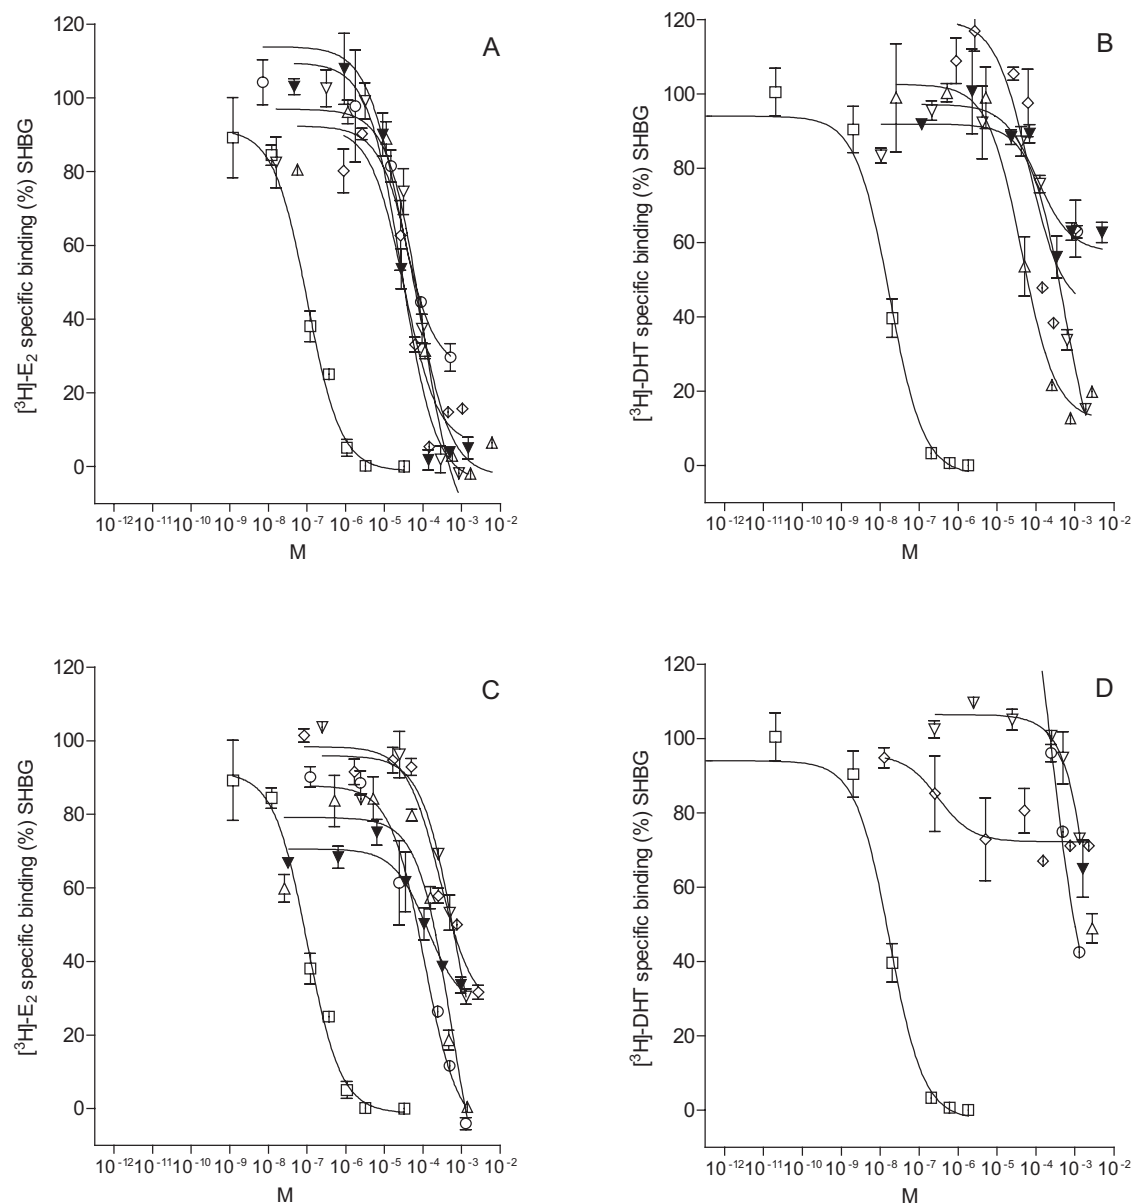 A
[³H]-E₂ specific binding (%) SHBG
120
100
80
60
40
20
0
10⁻¹² 10⁻¹¹ 10⁻¹⁰ 10⁻⁹ 10⁻⁸ 10⁻⁷ 10⁻⁶ 10⁻⁵ 10⁻⁴ 10⁻³ 10⁻²
M
B
[³H]-DHT specific binding (%) SHBG
120
100
80
60
40
20
0
10⁻¹² 10⁻¹¹ 10⁻¹⁰ 10⁻⁹ 10⁻⁸ 10⁻⁷ 10⁻⁶ 10⁻⁵ 10⁻⁴ 10⁻³ 10⁻²
M
C
[³H]-E₂ specific binding (%) SHBG
120
100
80
60
40
20
0
10⁻¹² 10⁻¹¹ 10⁻¹⁰ 10⁻⁹ 10⁻⁸ 10⁻⁷ 10⁻⁶ 10⁻⁵ 10⁻⁴ 10⁻³ 10⁻²
M
D
[³H]-DHT specific binding (%) SHBG
120
100
80
60
40
20
0
10⁻¹² 10⁻¹¹ 10⁻¹⁰ 10⁻⁹ 10⁻⁸ 10⁻⁷ 10⁻⁶ 10⁻⁵ 10⁻⁴ 10⁻³ 10⁻²
M